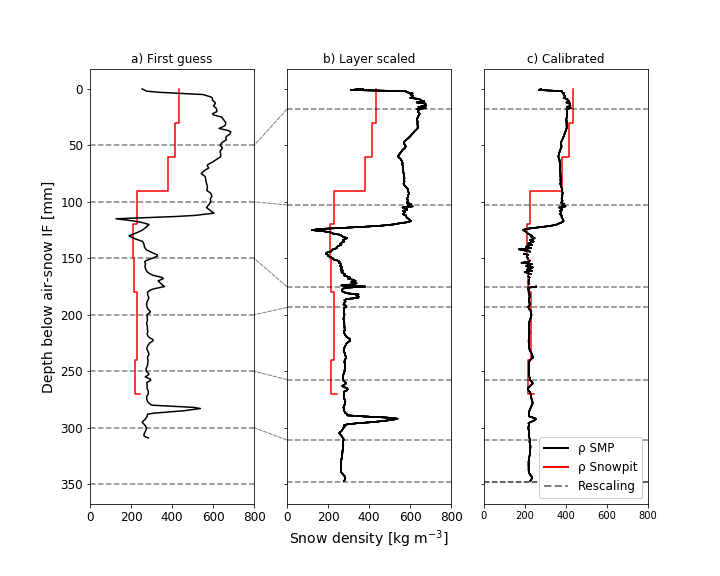 a) First guess
b) Layer scaled
c) Calibrated
Depth below air-snow IF [mm]
0
50
100
150
200
250
300
350
0 200 400 600 800
0 200 400 600 800
0 200 400 600 800
ρ SMP
ρ Snowpit
Rescaling
Snow density [kg m⁻³]